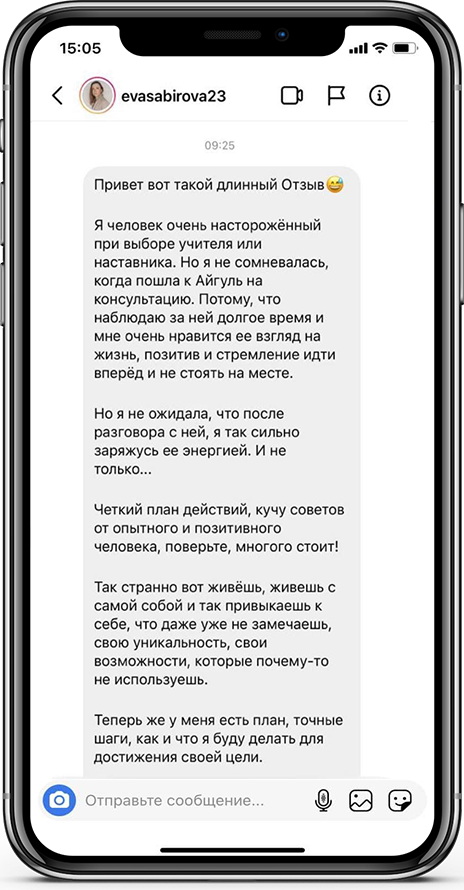 15:05
evasabirova23
09:25
Привет вот такой длинный Отзыв😅
Я человек очень насторожённый
при выборе учителя или
наставника. Но я не сомневалась,
когда пошла к Айгуль на
консультацию. Потому, что
наблюдаю за ней долгое время и
мне очень нравится ее взгляд на
жизнь, позитив и стремление идти
вперёд и не стоять на месте.
Но я не ожидала, что после
разговора с ней, я так сильно
заряжусь ее энергией. И не
только...
Четкий план действий, кучу советов
от опытного и позитивного
человека, поверьте, многого стоит!
Так странно вот живёшь, живешь с
самой собой и так привыкаешь к
себе, что даже уже не замечаешь,
свою уникальность, свои
возможности, которые почему-то
не используешь.
Теперь же у меня есть план, точные
шаги, как и что я буду делать для
достижения своей цели.
Отправьте сообщение...